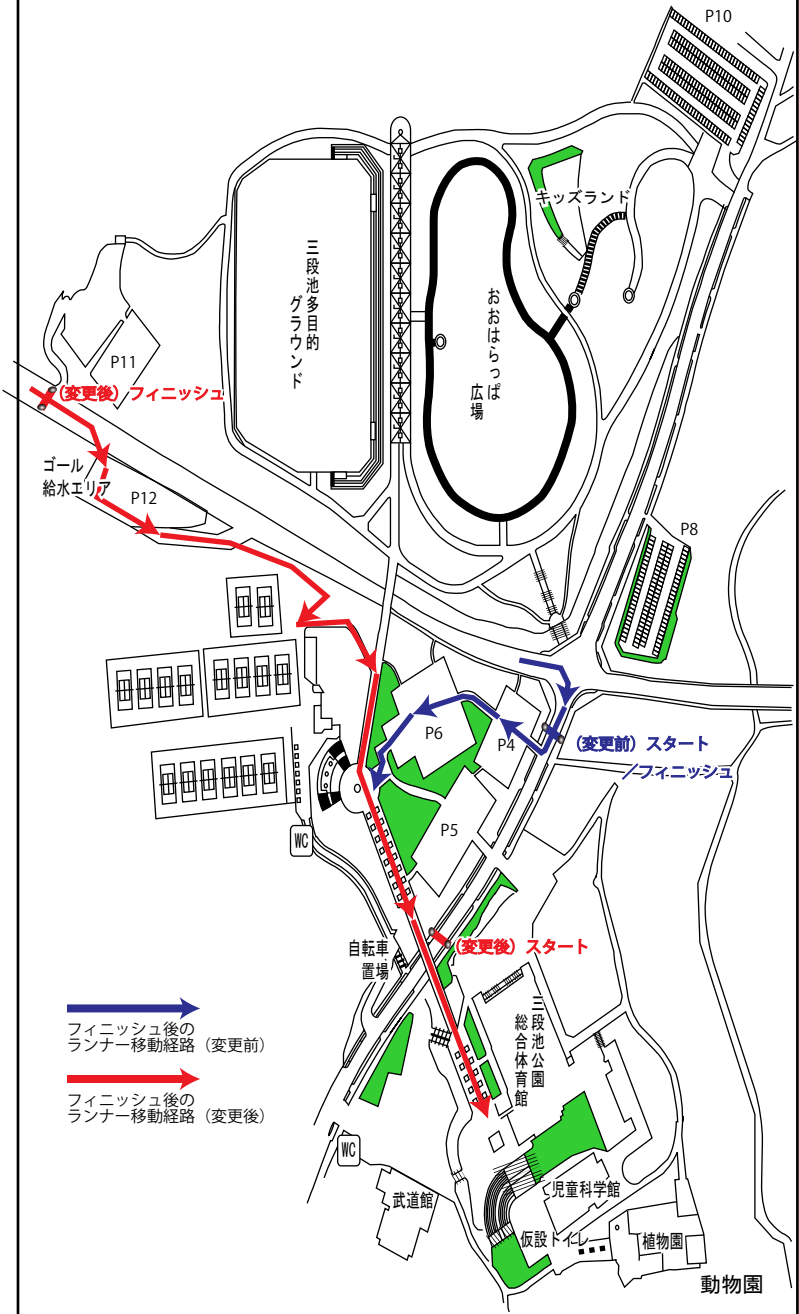 P10
キッズランド
三段池多目的
グラウンド
おおはらっぱ
広場
P11
(変更後) フィニッシュ
ゴール
給水エリア
P12
P8
P6
P4
(変更前) スタート
／フィニッシュ
P5
WC
自転車
置場
(変更後) スタート
三段池公園
総合体育館
フィニッシュ後の
ランナー移動経路 (変更前)
フィニッシュ後の
ランナー移動経路 (変更後)
WC
武道館
児童科学館
仮設トイレ
植物園
動物園